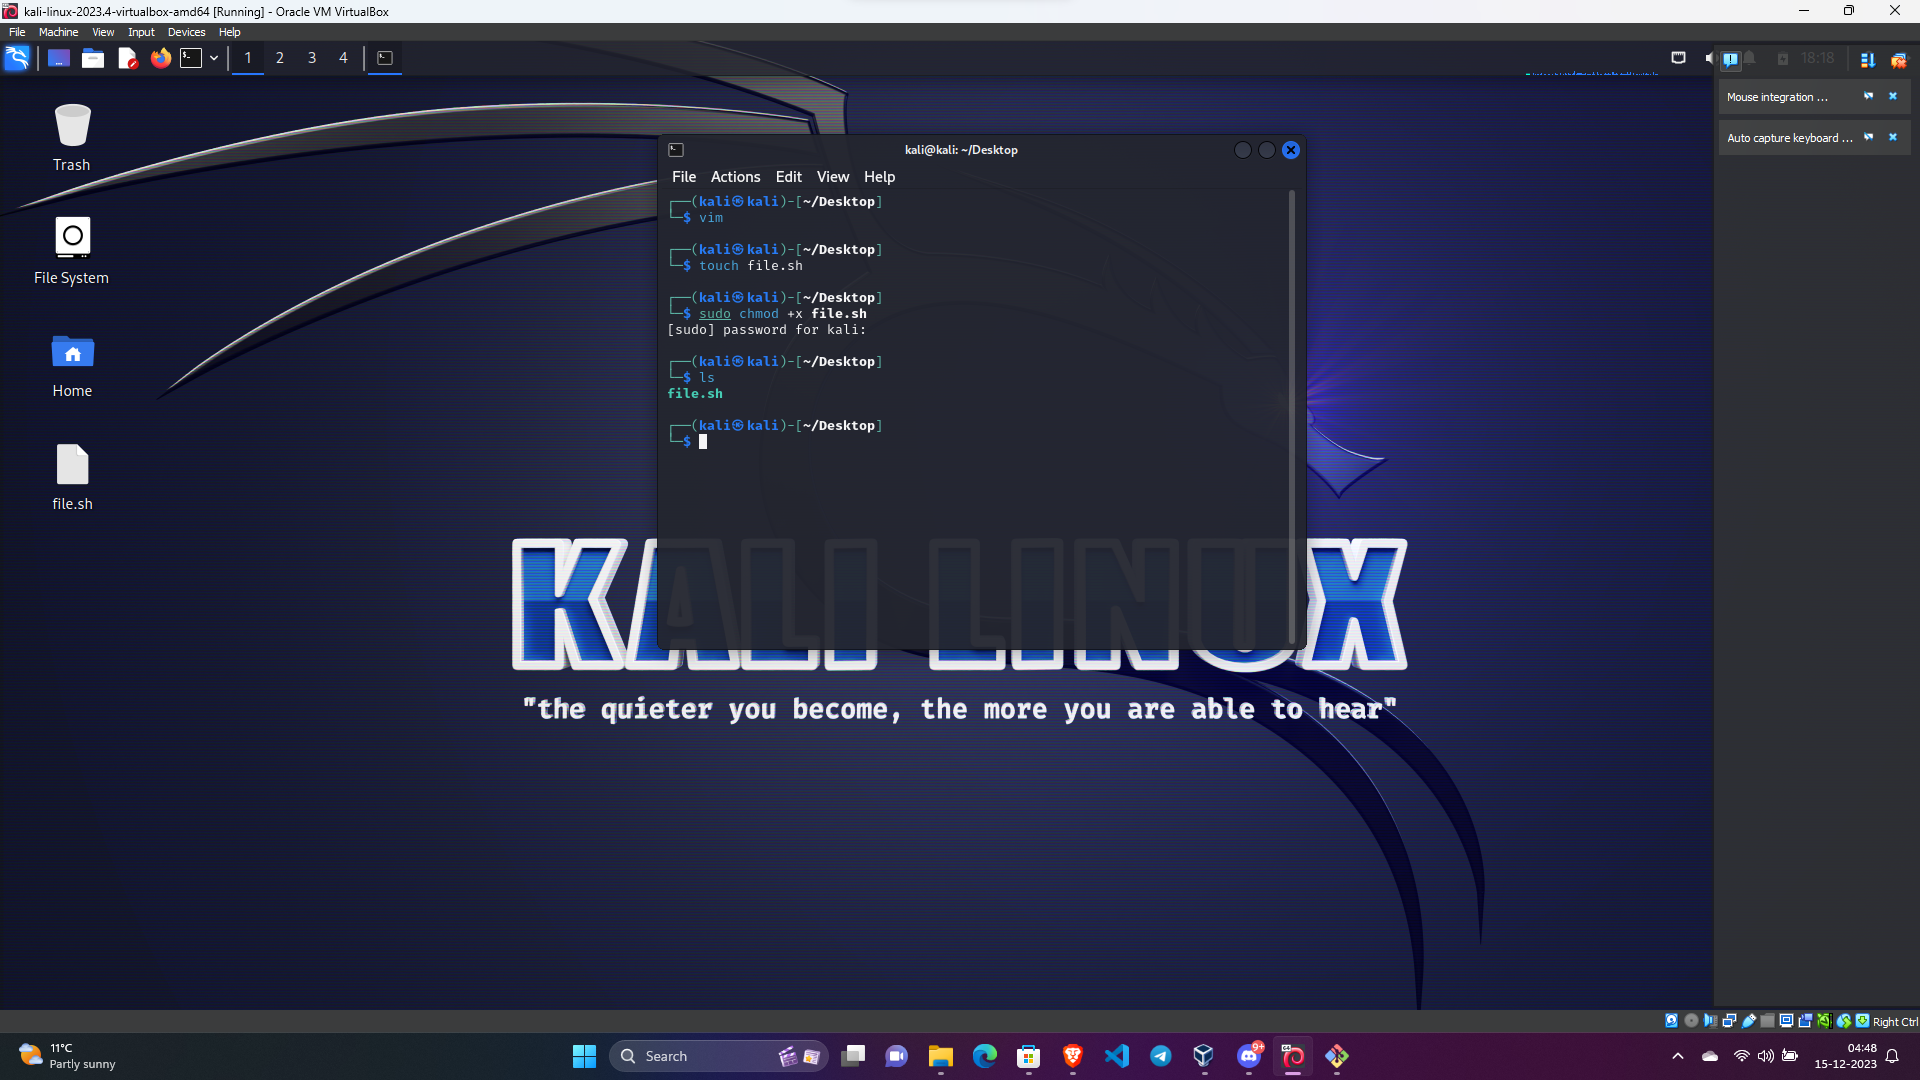 kali-linux-2023.4-virtualbox-amd64 [Running] - Oracle VM VirtualBox
File Machine View Input Devices Help
1 2 3 4
18:18
Mouse integration ...
Auto capture keyboard ...
Trash
File System
Home
file.sh
kali@kali: ~/Desktop
File Actions Edit View Help
┌──(kali㉿kali)-[~/Desktop]
└─$ vim
┌──(kali㉿kali)-[~/Desktop]
└─$ touch file.sh
┌──(kali㉿kali)-[~/Desktop]
└─$ sudo chmod +x file.sh
[sudo] password for kali:
┌──(kali㉿kali)-[~/Desktop]
└─$ ls
file.sh
┌──(kali㉿kali)-[~/Desktop]
└─$
KALI LINUX
"the quieter you become, the more you are able to hear"
Right Ctrl
11°C
Partly sunny
Search
9+
04:48
15-12-2023